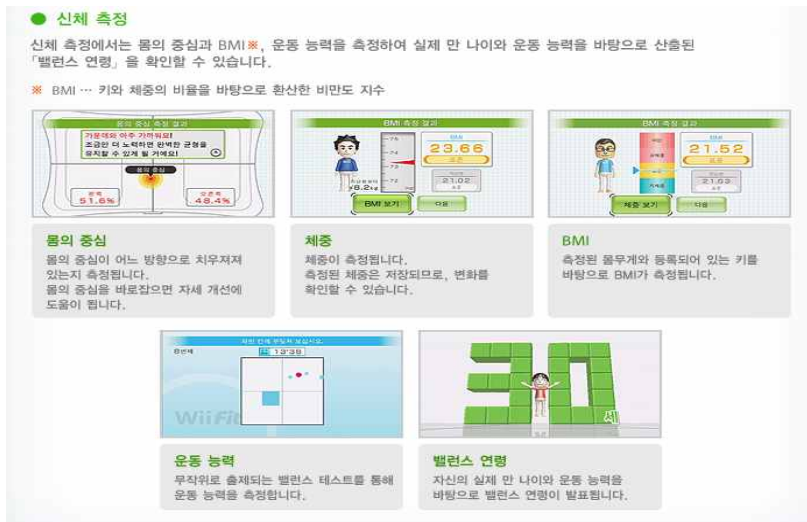 신체 측정
신체 측정에서는 몸의 중심과 BMI※, 운동 능력을 측정하여 실제 만 나이와 운동 능력을 바탕으로 산출된
「밸런스 연령」을 확인할 수 있습니다.
※ BMI … 키와 체중의 비율을 바탕으로 환산한 비만도 지수
몸의 중심 측정 결과
가운데와 아주 가까워요!
조금만 더 노력하면 완벽한 균형을
유지할 수 있게 될 거예요!
몸의 중심
왼쪽
51.6%
오른쪽
48.4%
BMI 측정 결과
BMI
23.66
표준
21.02
BMI 보기
다음
BMI 측정 결과
BMI
21.52
표준
체중 보기
다음
몸의 중심
몸의 중심이 어느 방향으로 치우쳐져
있는지 측정됩니다.
몸의 중심을 바로잡으면 자세 개선에
도움이 됩니다.
체중
체중이 측정됩니다.
측정된 체중은 저장되므로, 변화를
확인할 수 있습니다.
BMI
측정된 몸무게와 등록되어 있는 키를
바탕으로 BMI가 측정됩니다.
13"38
Wii Fit
30
세
운동 능력
무작위로 출제되는 밸런스 테스트를 통해
운동 능력을 측정합니다.
밸런스 연령
자신의 실제 만 나이와 운동 능력을
바탕으로 밸런스 연령이 발표됩니다.